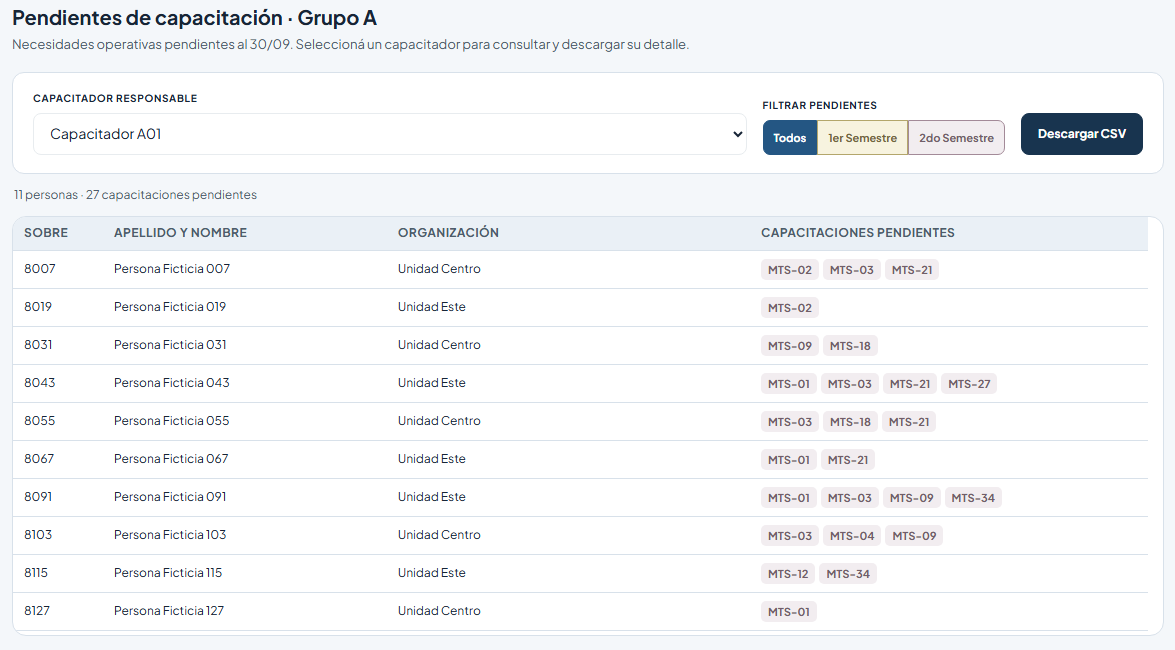 Pendientes de capacitación · Grupo A
Necesidades operativas pendientes al 30/09. Seleccioná un capacitador para consultar y descargar su detalle.
CAPACITADOR RESPONSABLE
Capacitador A01
FILTRAR PENDIENTES
Todos 1er Semestre 2do Semestre
Descargar CSV
11 personas · 27 capacitaciones pendientes
SOBRE APELLIDO Y NOMBRE ORGANIZACIÓN CAPACITACIONES PENDIENTES
8007 Persona Ficticia 007 Unidad Centro MTS-02 MTS-03 MTS-21
8019 Persona Ficticia 019 Unidad Este MTS-02
8031 Persona Ficticia 031 Unidad Centro MTS-09 MTS-18
8043 Persona Ficticia 043 Unidad Este MTS-01 MTS-03 MTS-21 MTS-27
8055 Persona Ficticia 055 Unidad Centro MTS-03 MTS-18 MTS-21
8067 Persona Ficticia 067 Unidad Este MTS-01 MTS-21
8091 Persona Ficticia 091 Unidad Este MTS-01 MTS-03 MTS-09 MTS-34
8103 Persona Ficticia 103 Unidad Centro MTS-03 MTS-04 MTS-09
8115 Persona Ficticia 115 Unidad Este MTS-12 MTS-34
8127 Persona Ficticia 127 Unidad Centro MTS-01